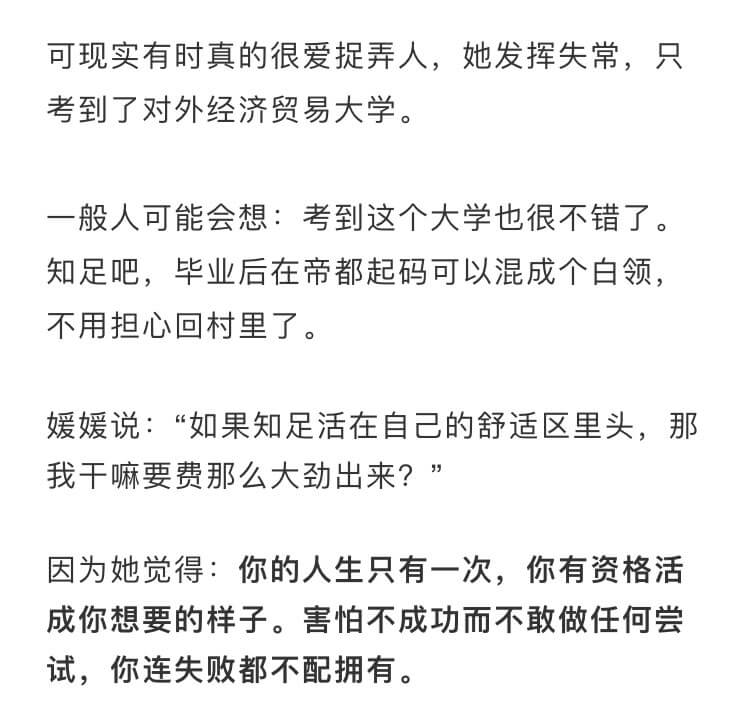 可现实有时真的很爱捉弄人，她发挥失常，只
考到了对外经济贸易大学。
一般人可能会想：考到这个大学也很不错了。
知足吧，毕业后在帝都起码可以混成个白领，
不用担心回村里了。
媛媛说：“如果知足活在自己的舒适区里头，那
我干嘛要费那么大劲出来？”
因为她觉得：你的人生只有一次，你有资格活
成你想要的样子。害怕不成功而不敢做任何尝
试，你连失败都不配拥有。